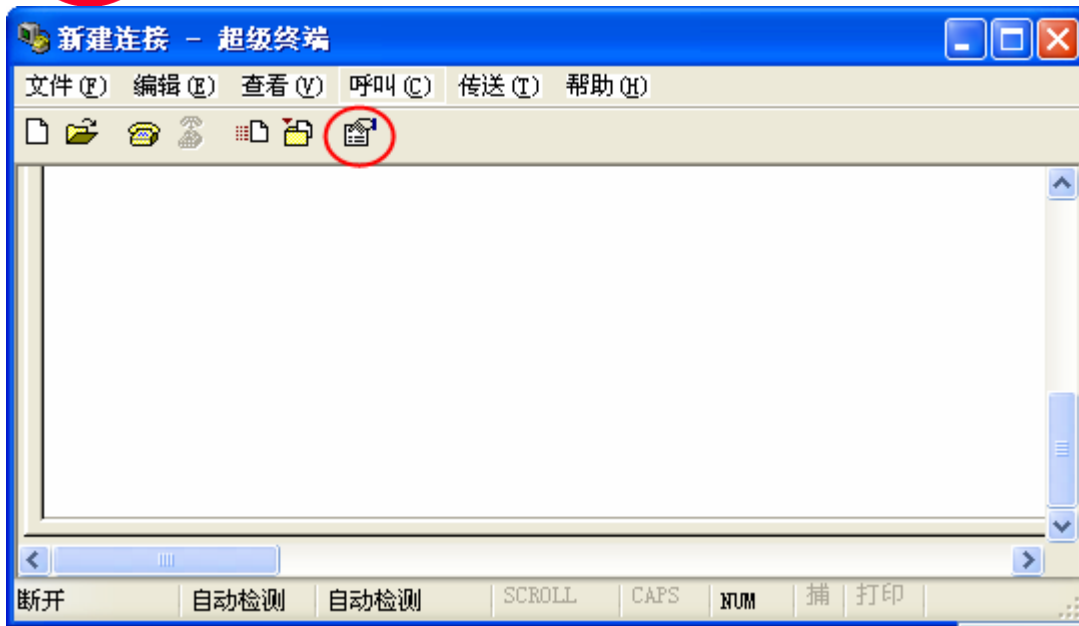 新建连接 - 超级终端
文件(F) 编辑(E) 查看(V) 呼叫(C) 传送(T) 帮助(H)
断开 自动检测 自动检测 SCROLL CAPS NUM 捕 打印